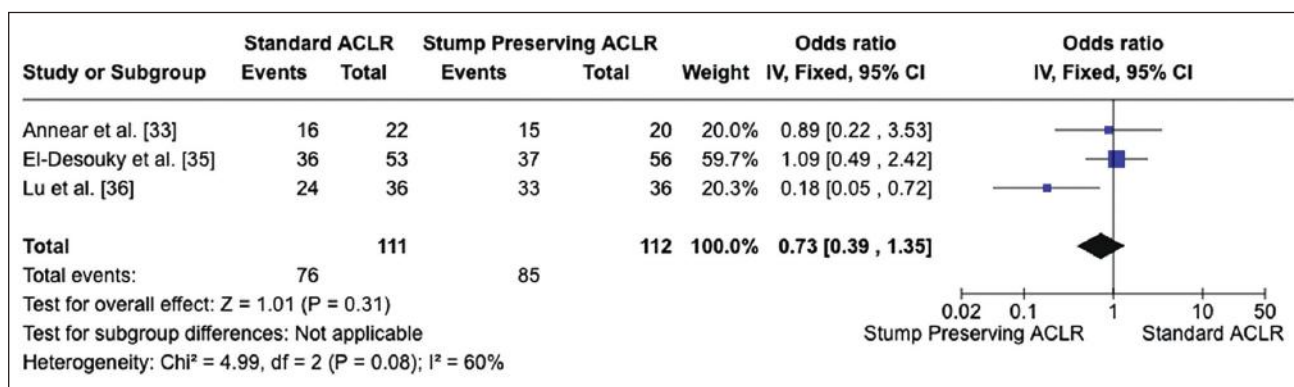 Standard ACLR Stump Preserving ACLR Odds ratio Odds ratio
Study or Subgroup Events Total Events Total Weight IV, Fixed, 95% CI IV, Fixed, 95% CI
Annear et al. [33] 16 22 15 20 20.0% 0.89 [0.22 , 3.53]
El-Desouky et al. [35] 36 53 37 56 59.7% 1.09 [0.49 , 2.42]
Lu et al. [36] 24 36 33 36 20.3% 0.18 [0.05 , 0.72]
Total 111 112 100.0% 0.73 [0.39 , 1.35]
Total events: 76 85
Test for overall effect: Z = 1.01 (P = 0.31)
0.02 0.1 1 10 50
Test for subgroup differences: Not applicable
Stump Preserving ACLR Standard ACLR
Heterogeneity: Chi² = 4.99, df = 2 (P = 0.08); I² = 60%